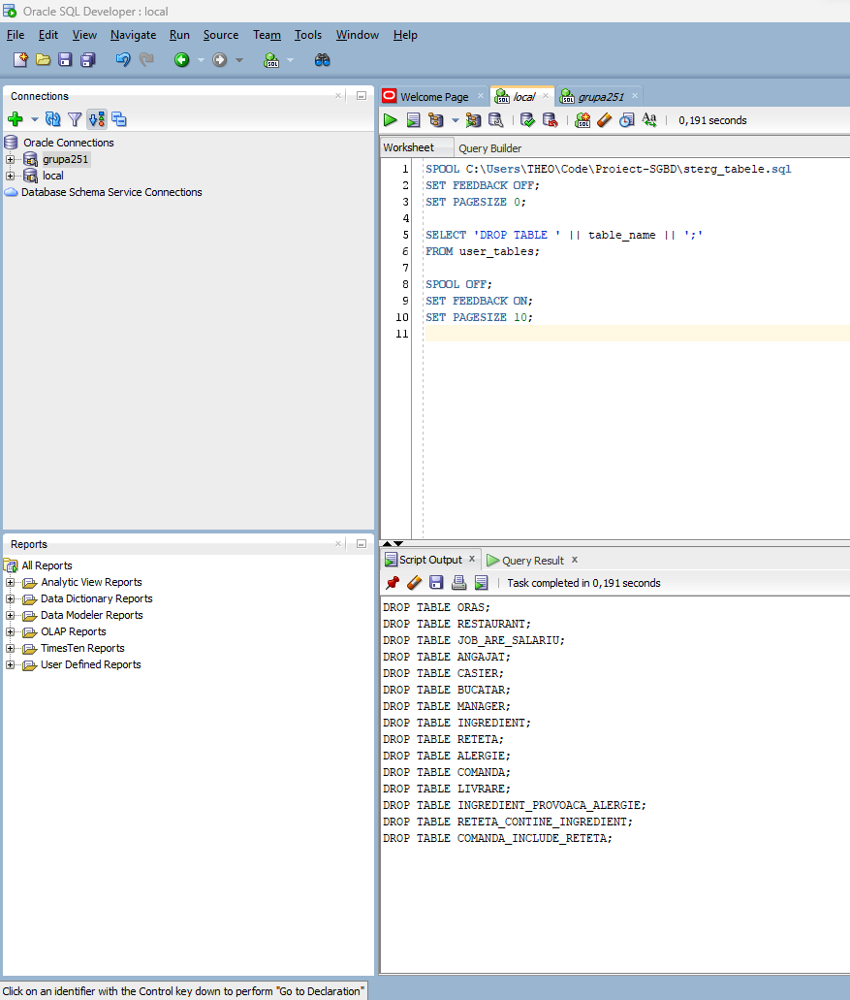 Oracle SQL Developer : local
File Edit View Navigate Run Source Team Tools Window Help
Connections
Oracle Connections
grupa251
local
Database Schema Service Connections
Welcome Page local grupa251
0,191 seconds
Worksheet Query Builder
1 SPOOL C:\Users\THEO\Code\Proiect-SGBD\sterg_tabele.sql
2 SET FEEDBACK OFF;
3 SET PAGESIZE 0;
4
5 SELECT 'DROP TABLE ' || table_name || ';'
6 FROM user_tables;
7
8 SPOOL OFF;
9 SET FEEDBACK ON;
10 SET PAGESIZE 10;
11
Reports
All Reports
Analytic View Reports
Data Dictionary Reports
Data Modeler Reports
OLAP Reports
TimesTen Reports
User Defined Reports
Script Output Query Result
Task completed in 0,191 seconds
DROP TABLE ORAS;
DROP TABLE RESTAURANT;
DROP TABLE JOB_ARE_SALARIU;
DROP TABLE ANGAJAT;
DROP TABLE CASIER;
DROP TABLE BUCATAR;
DROP TABLE MANAGER;
DROP TABLE INGREDIENT;
DROP TABLE RETETA;
DROP TABLE ALERGIE;
DROP TABLE COMANDA;
DROP TABLE LIVRARE;
DROP TABLE INGREDIENT_PROVOACA_ALERGIE;
DROP TABLE RETETA_CONTINE_INGREDIENT;
DROP TABLE COMANDA_INCLUDE_RETETA;
Click on an identifier with the Control key down to perform "Go to Declaration"